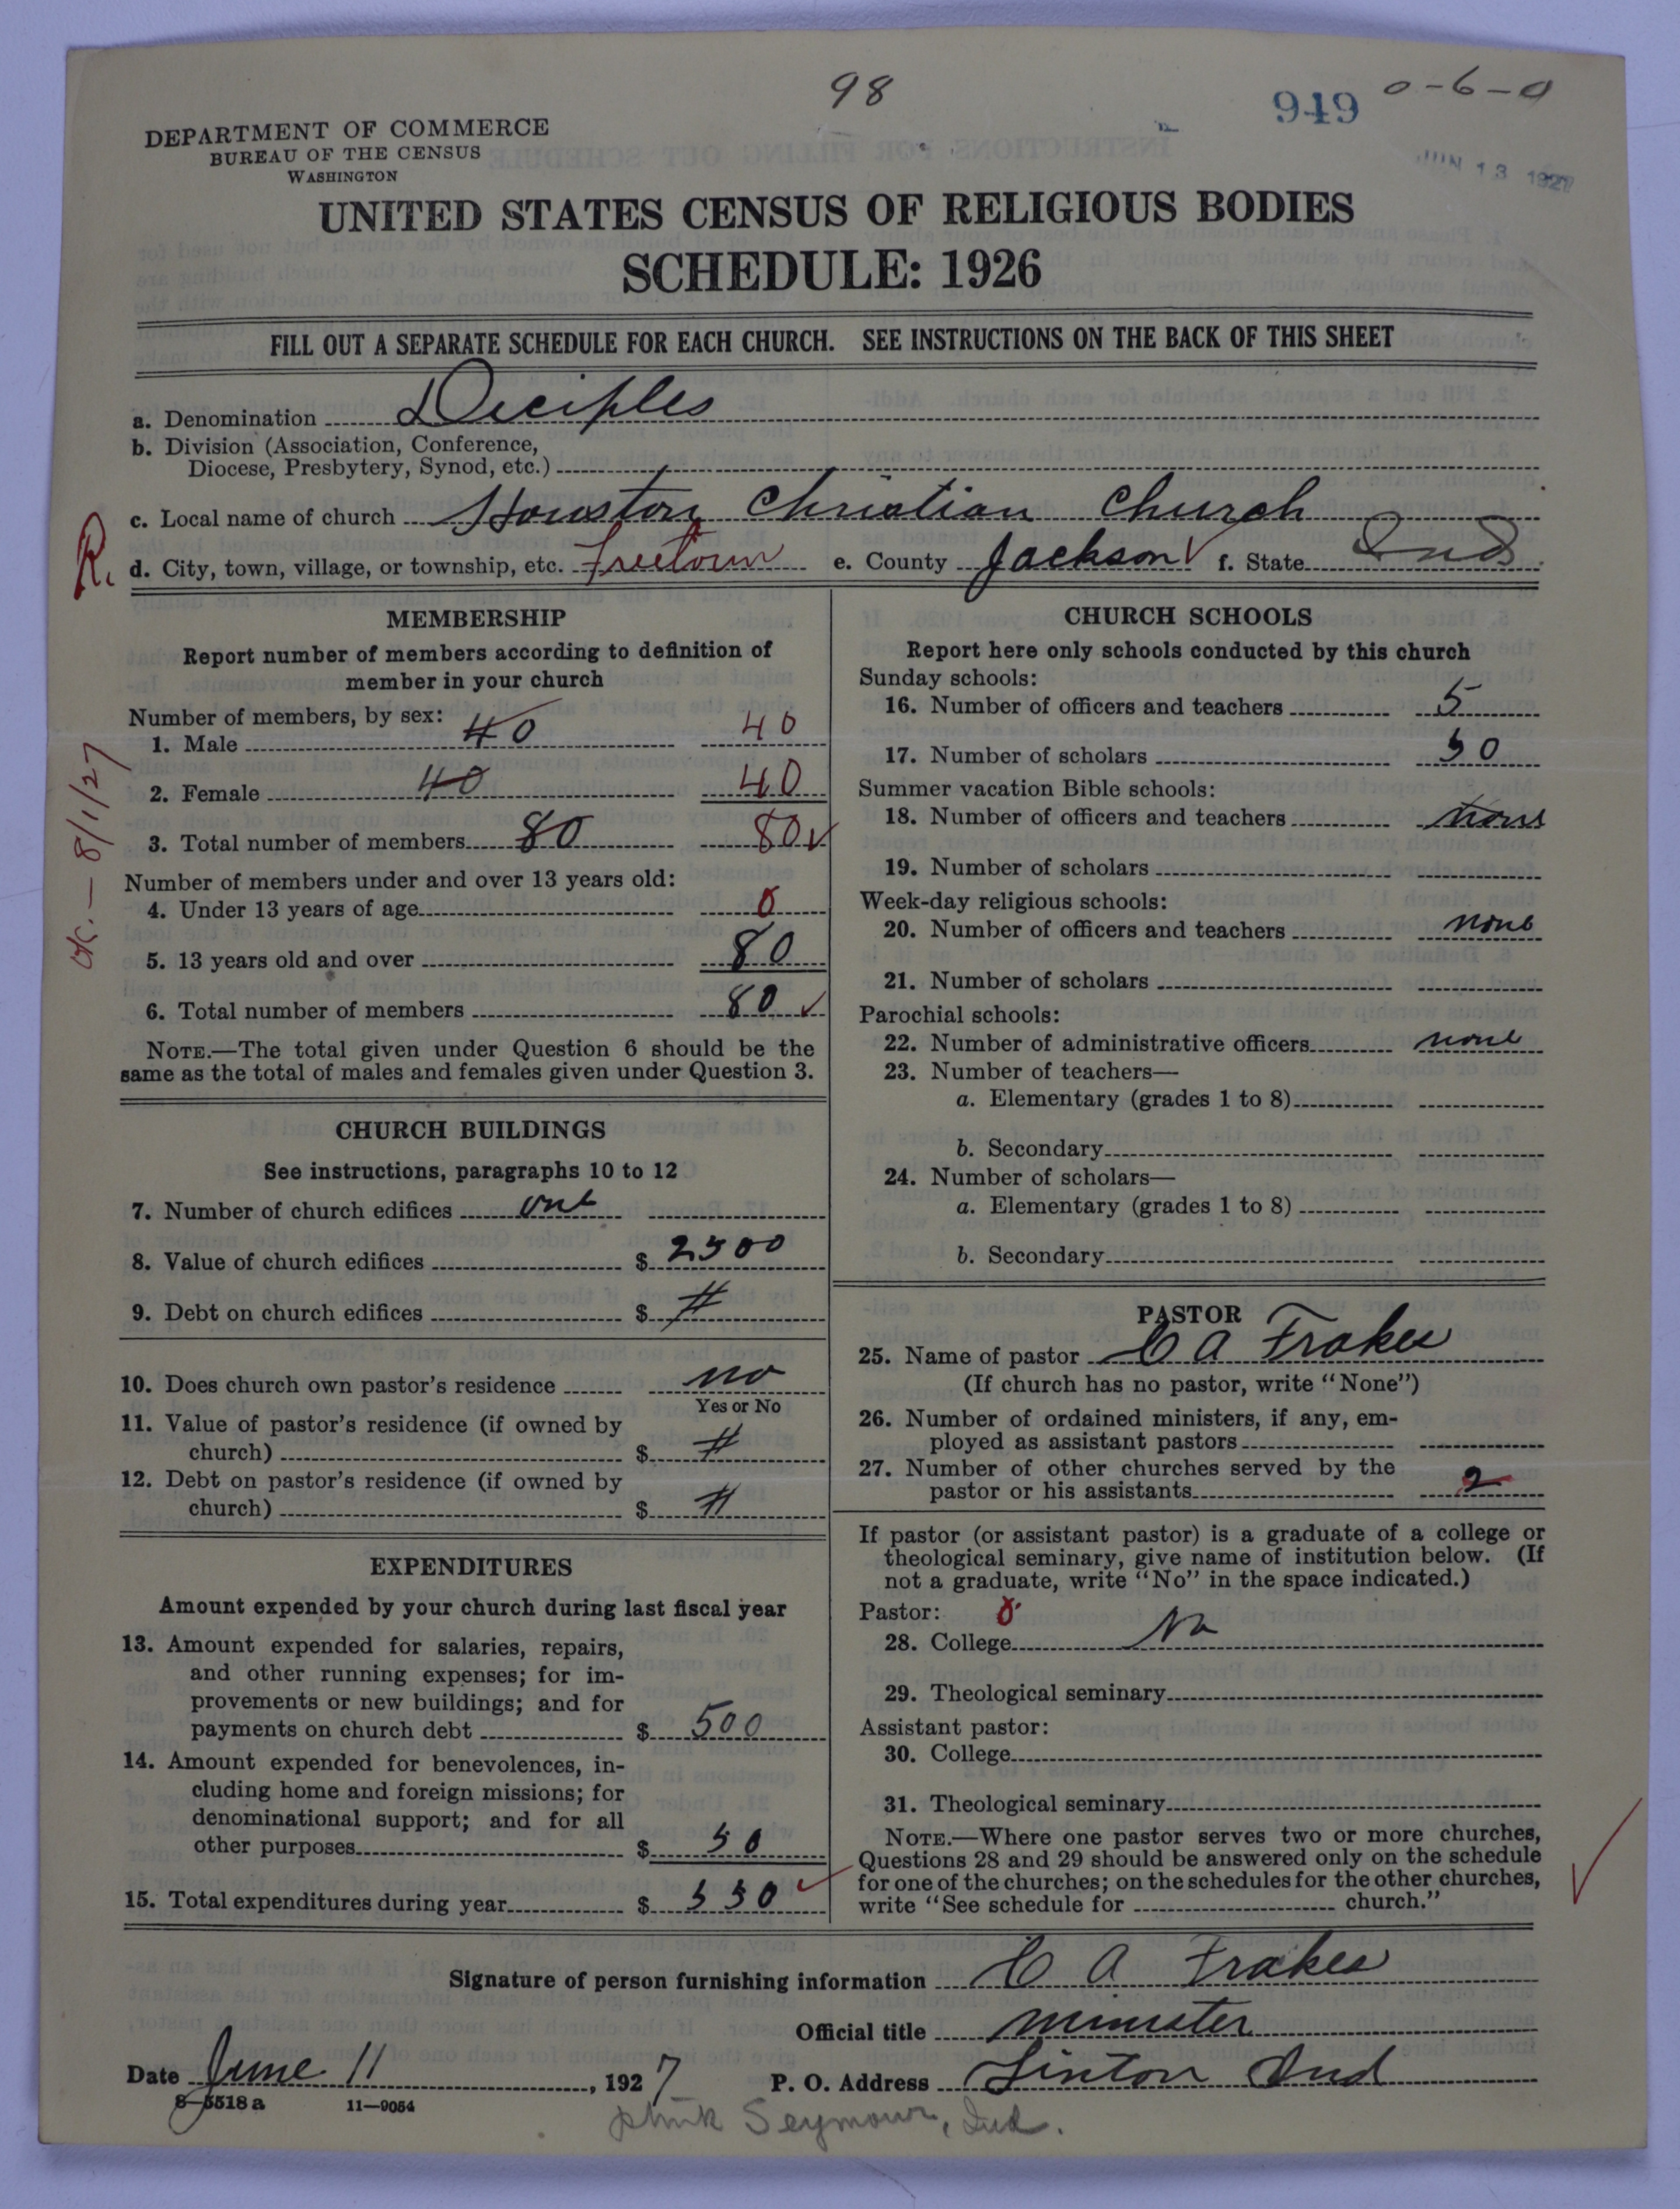 98
949
0-6-0
JUN 13 1927
DEPARTMENT OF COMMERCE
BUREAU OF THE CENSUS
WASHINGTON
UNITED STATES CENSUS OF RELIGIOUS BODIES
SCHEDULE: 1926
FILL OUT A SEPARATE SCHEDULE FOR EACH CHURCH. SEE INSTRUCTIONS ON THE BACK OF THIS SHEET
a. Denomination Deciples
b. Division (Association, Conference,
Diocese, Presbytery, Synod, etc.)
c. Local name of church Houston Christian Church
R.
d. City, town, village, or township, etc. Freetown e. County Jackson f. State Ind
MEMBERSHIP
Report number of members according to definition of
member in your church
Number of members, by sex:
1. Male 40 40
2. Female 40 40
3. Total number of members 80 80
Number of members under and over 13 years old:
4. Under 13 years of age 0
5. 13 years old and over 80
6. Total number of members 80
NOTE.—The total given under Question 6 should be the
same as the total of males and females given under Question 3.
OK.—8/1/27
CHURCH BUILDINGS
See instructions, paragraphs 10 to 12
7. Number of church edifices one
8. Value of church edifices $ 2500
9. Debt on church edifices $ #
10. Does church own pastor's residence no
Yes or No
11. Value of pastor's residence (if owned by
church) $ #
12. Debt on pastor's residence (if owned by
church) $ #
EXPENDITURES
Amount expended by your church during last fiscal year
13. Amount expended for salaries, repairs,
and other running expenses; for im-
provements or new buildings; and for
payments on church debt $ 500
14. Amount expended for benevolences, in-
cluding home and foreign missions; for
denominational support; and for all
other purposes $ 50
15. Total expenditures during year $ 550
CHURCH SCHOOLS
Report here only schools conducted by this church
Sunday schools:
16. Number of officers and teachers 5
17. Number of scholars 50
Summer vacation Bible schools:
18. Number of officers and teachers none
19. Number of scholars
Week-day religious schools:
20. Number of officers and teachers none
21. Number of scholars
Parochial schools:
22. Number of administrative officers none
23. Number of teachers—
a. Elementary (grades 1 to 8)
b. Secondary
24. Number of scholars—
a. Elementary (grades 1 to 8)
b. Secondary
PASTOR
25. Name of pastor C A Frakes
(If church has no pastor, write "None")
26. Number of ordained ministers, if any, em-
ployed as assistant pastors
27. Number of other churches served by the
pastor or his assistants 2
If pastor (or assistant pastor) is a graduate of a college or
theological seminary, give name of institution below. (If
not a graduate, write "No" in the space indicated.)
Pastor: 0
28. College No
29. Theological seminary
Assistant pastor:
30. College
31. Theological seminary
NOTE.—Where one pastor serves two or more churches,
Questions 28 and 29 should be answered only on the schedule
for one of the churches; on the schedules for the other churches,
write "See schedule for church."
Signature of person furnishing information C A Frakes
Official title minister
Date June 11, 1927 P. O. Address Linton Ind
8—5518 a 11—9054
Seymour, Ind.